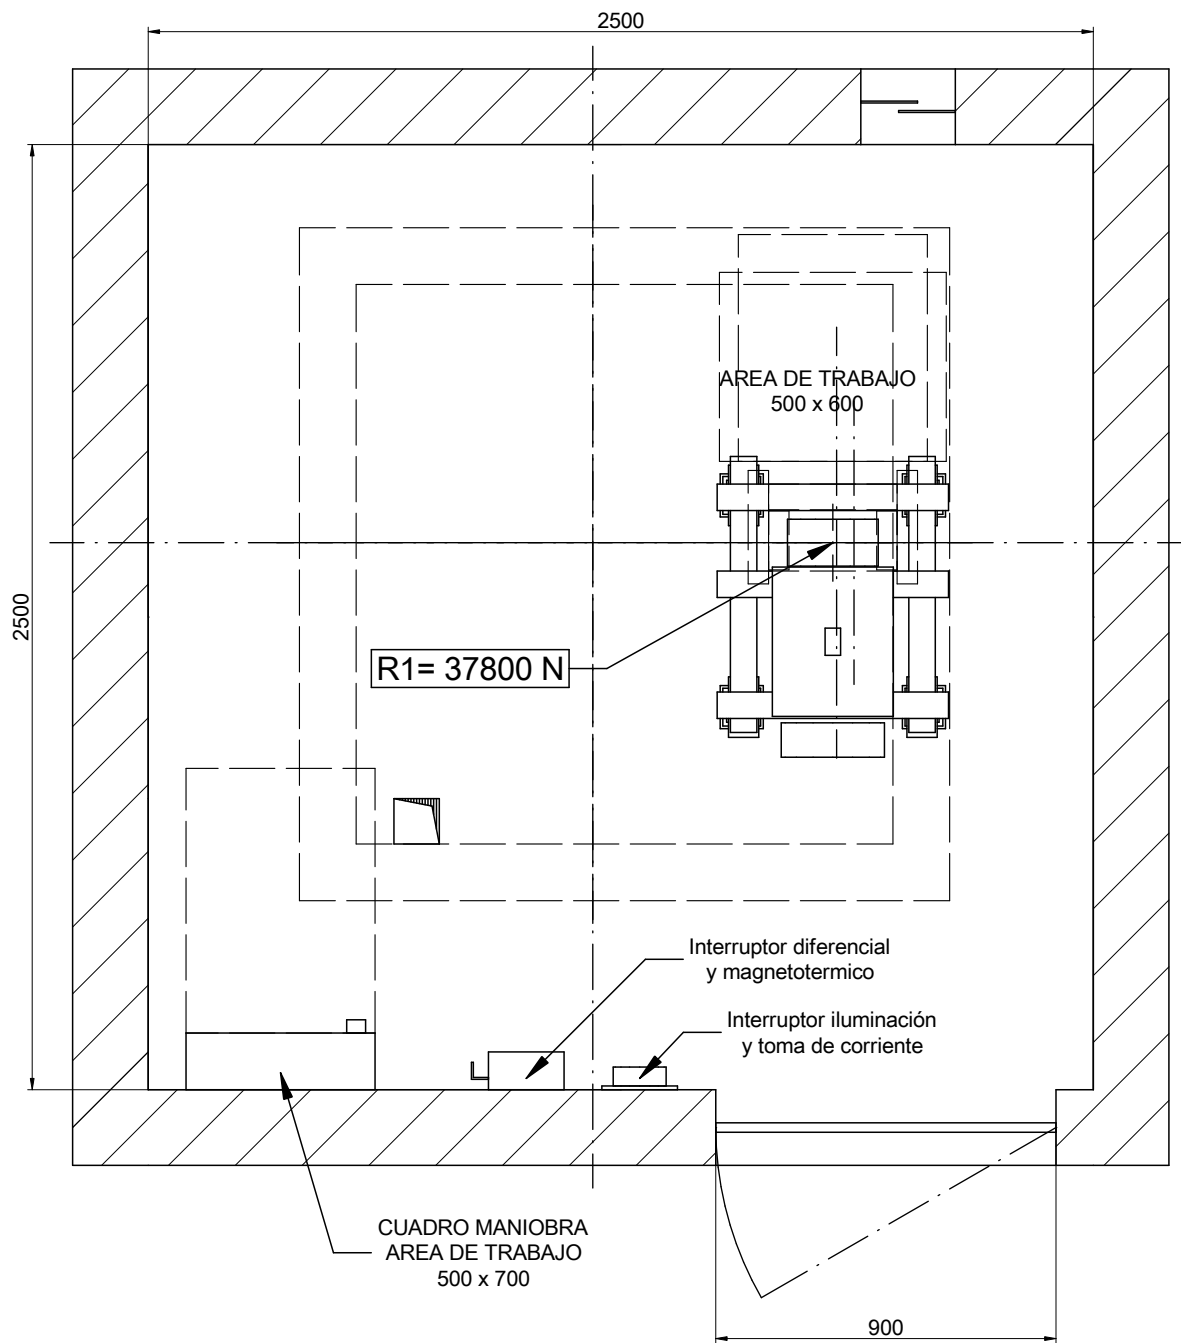 2500
2500
AREA DE TRABAJO
500 x 600
R1= 37800 N
Interruptor diferencial
y magnetotermico
Interruptor iluminación
y toma de corriente
CUADRO MANIOBRA
AREA DE TRABAJO
500 x 700
900